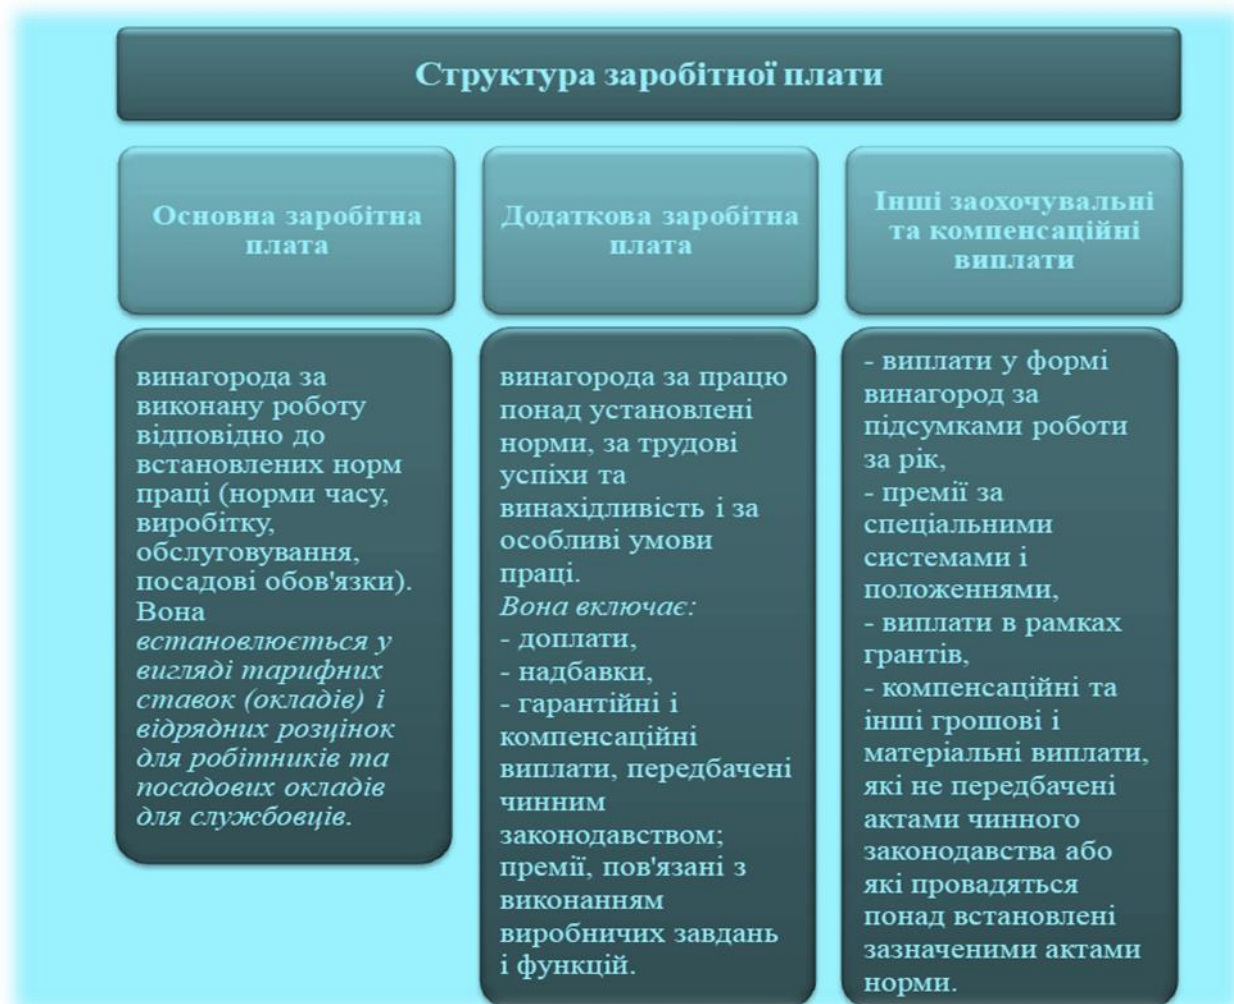 Структура заробітної плати
Основна заробітна
плата
Додаткова заробітна
плата
Інші заохочувальні
та компенсаційні
виплати
винагорода за
виконану роботу
відповідно до
встановлених норм
праці (норми часу,
виробітку,
обслуговування,
посадові обов'язки).
Вона
встановлюється у
вигляді тарифних
ставок (окладів) і
відрядних розцінок
для робітників та
посадових окладів
для службовців.
винагорода за працю
понад установлені
норми, за трудові
успіхи та
винахідливість і за
особливі умови
праці.
Вона включає:
- доплати,
- надбавки,
- гарантійні і
компенсаційні
виплати, передбачені
чинним
законодавством;
премії, пов'язані з
виконанням
виробничих завдань
і функцій.
- виплати у формі
винагород за
підсумками роботи
за рік,
- премії за
спеціальними
системами і
положеннями,
- виплати в рамках
грантів,
- компенсаційні та
інші грошові і
матеріальні виплати,
які не передбачені
актами чинного
законодавства або
які провадяться
понад встановлені
зазначеними актами
норми.